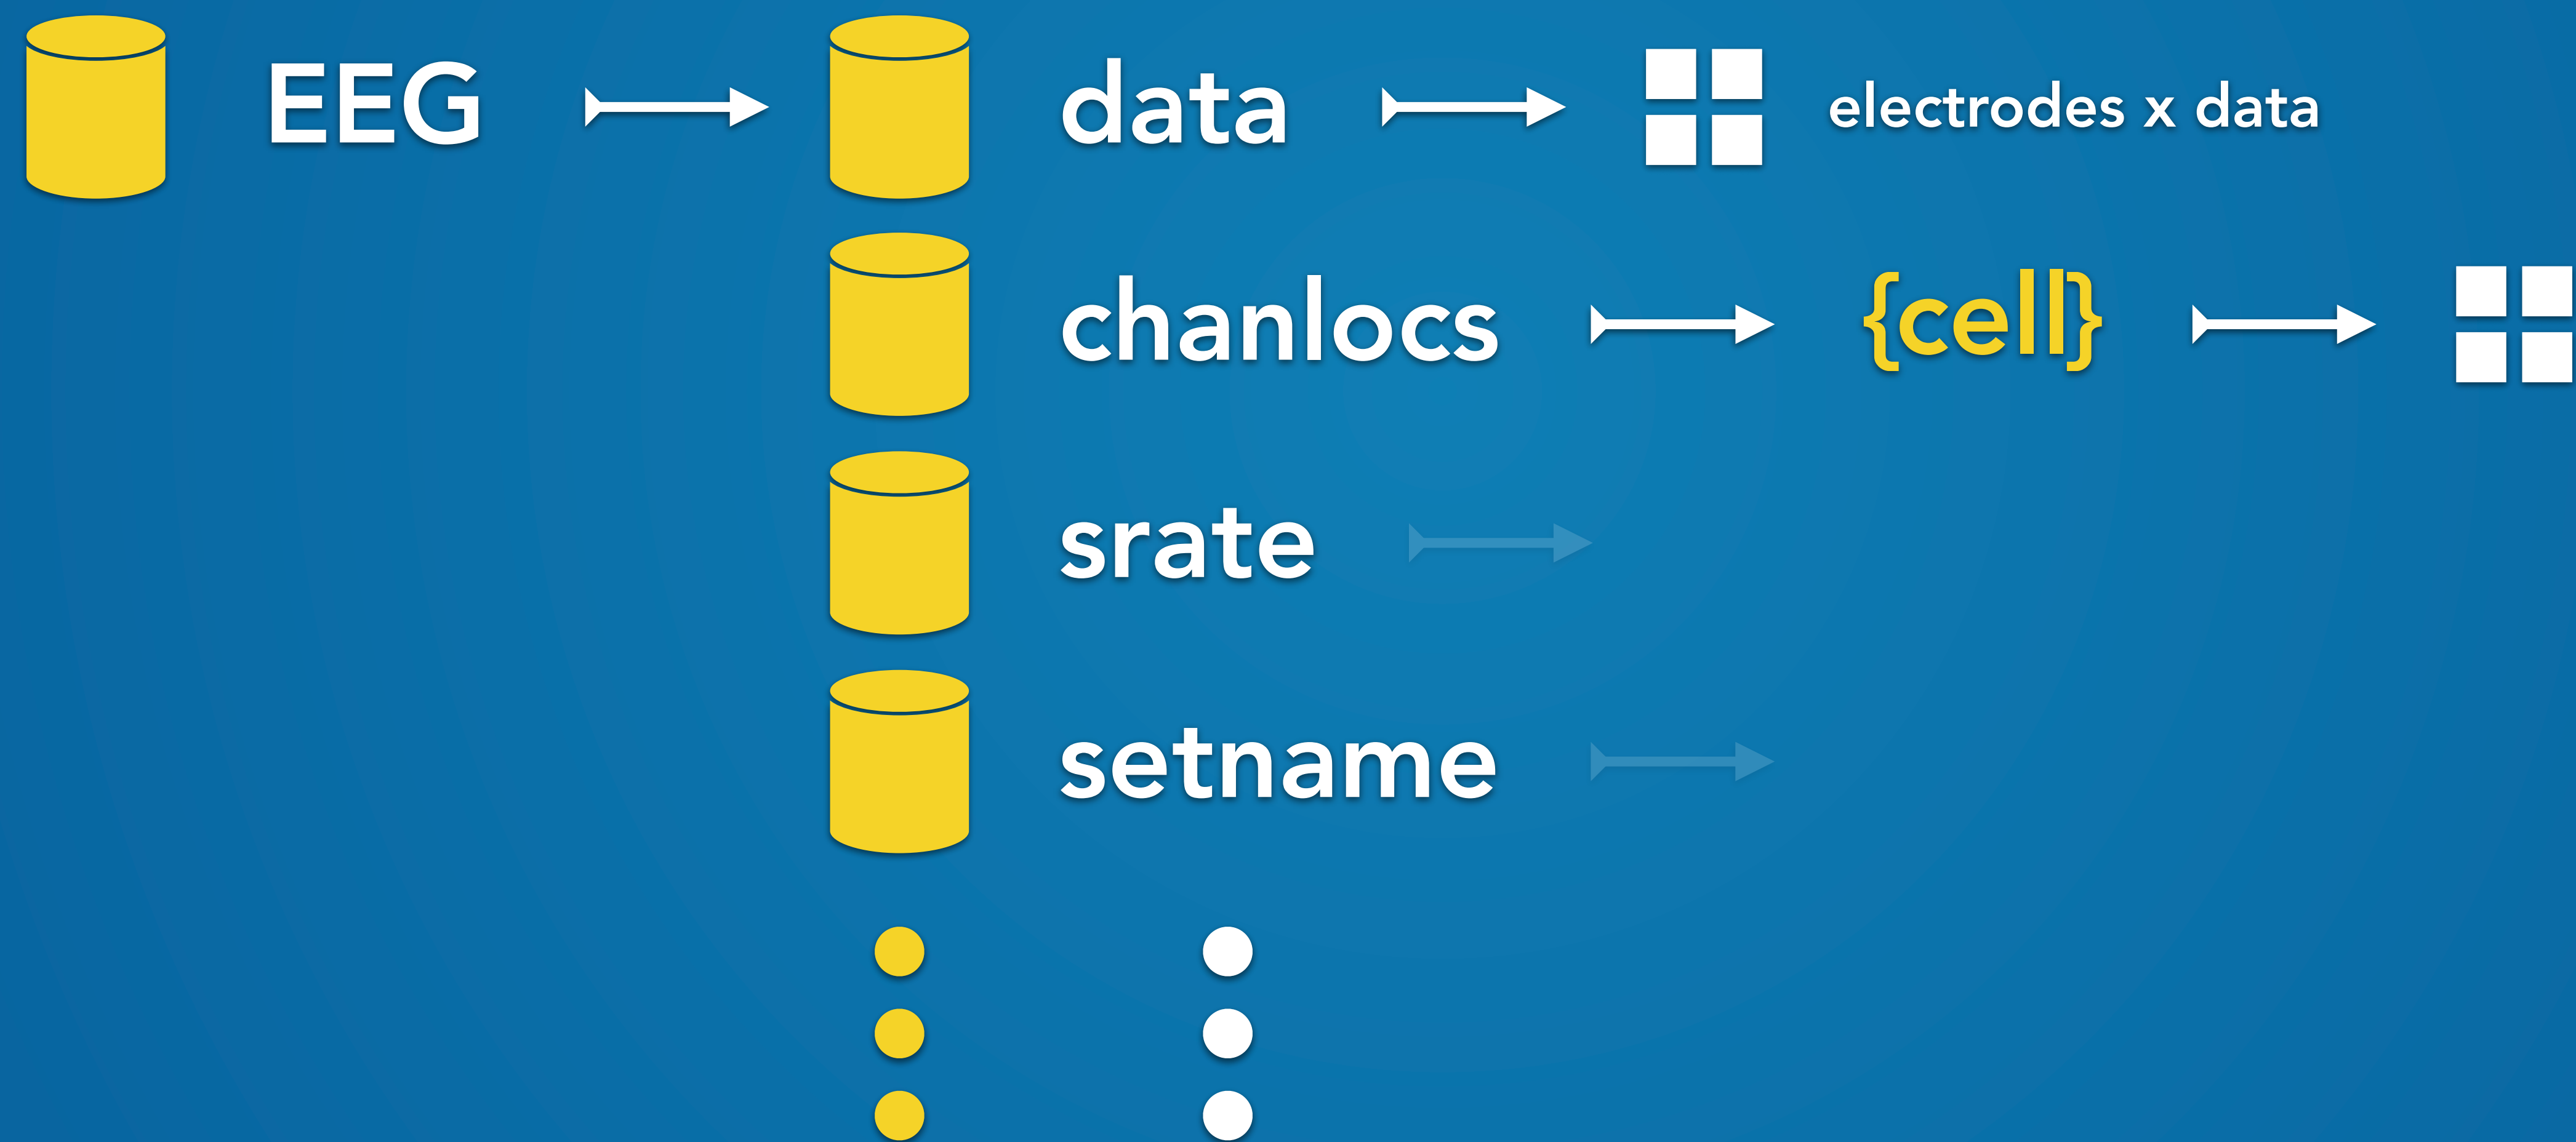 EEG data electrodes x data
chanlocs {cell}
srate
setname